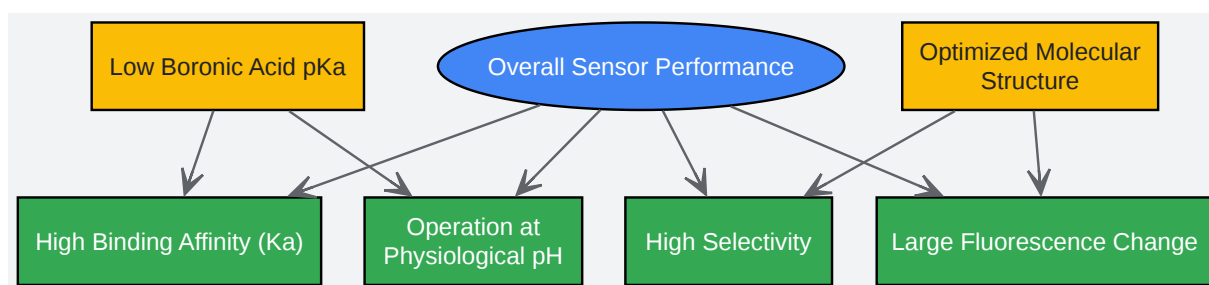 Low Boronic Acid pKa
Overall Sensor Performance
Optimized Molecular
Structure
High Binding Affinity (Ka)
Operation at
Physiological pH
High Selectivity
Large Fluorescence Change